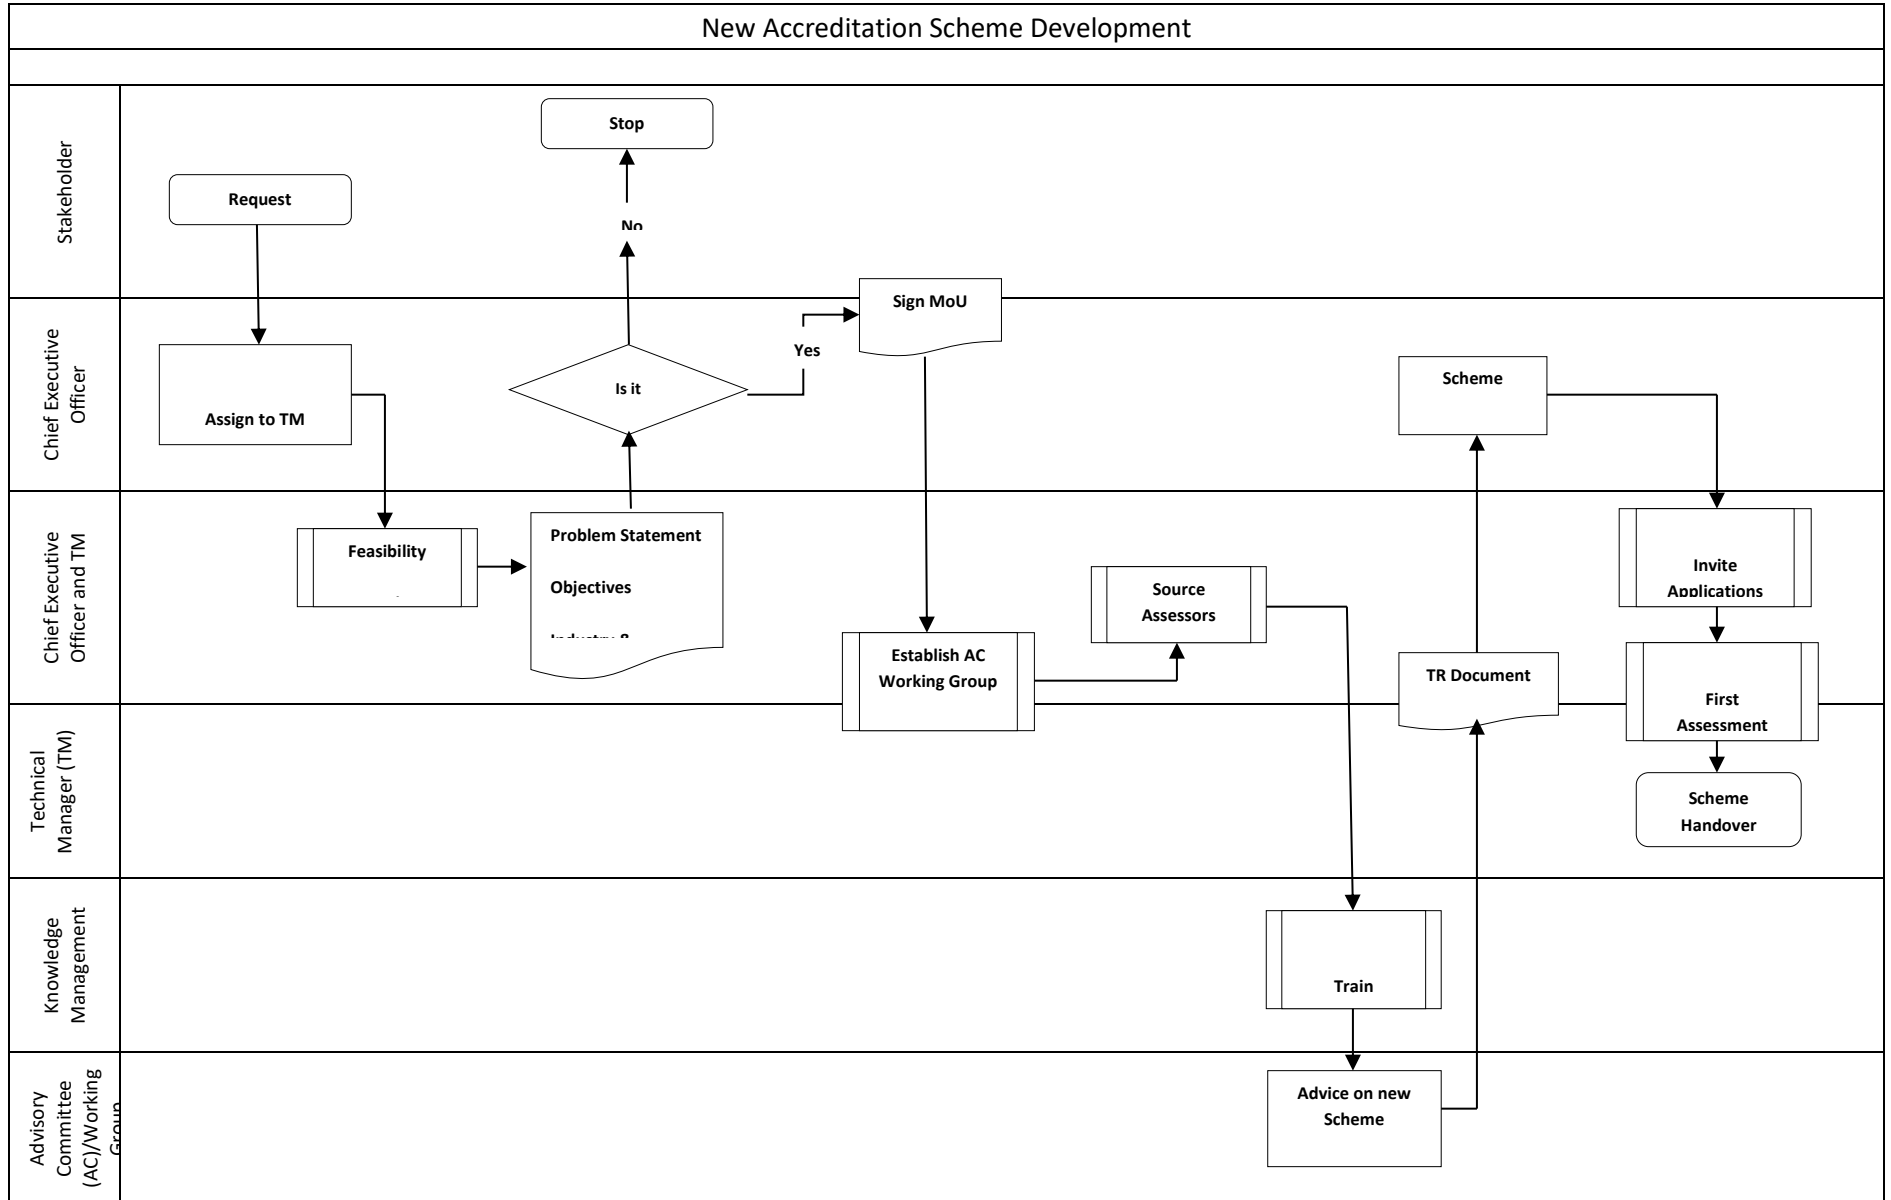 New Accreditation Scheme Development
Stakeholder
Stop
Request
No
Sign MoU
Chief Executive
Officer
Yes
Is it
Scheme
Assign to TM
Chief Executive
Officer and TM
Feasibility
Problem Statement
Objectives
Industry &
Source
Assessors
Invite
Applications
Establish AC
Working Group
TR Document
First
Assessment
Technical
Manager (TM)
Scheme
Handover
Knowledge
Management
Train
Advisory
Committee
(AC)/Working
Group
Advice on new
Scheme